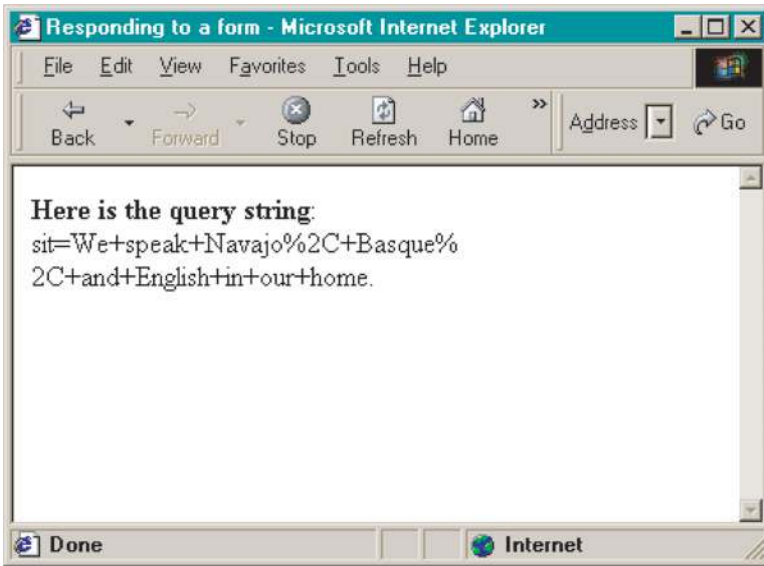 Responding to a form - Microsoft Internet Explorer
File Edit View Favorites Tools Help
Back Forward Stop Refresh Home » Address Go
Here is the query string:
sit=We+speak+Navajo%2C+Basque%
2C+and+English+in+our+home.
Done Internet